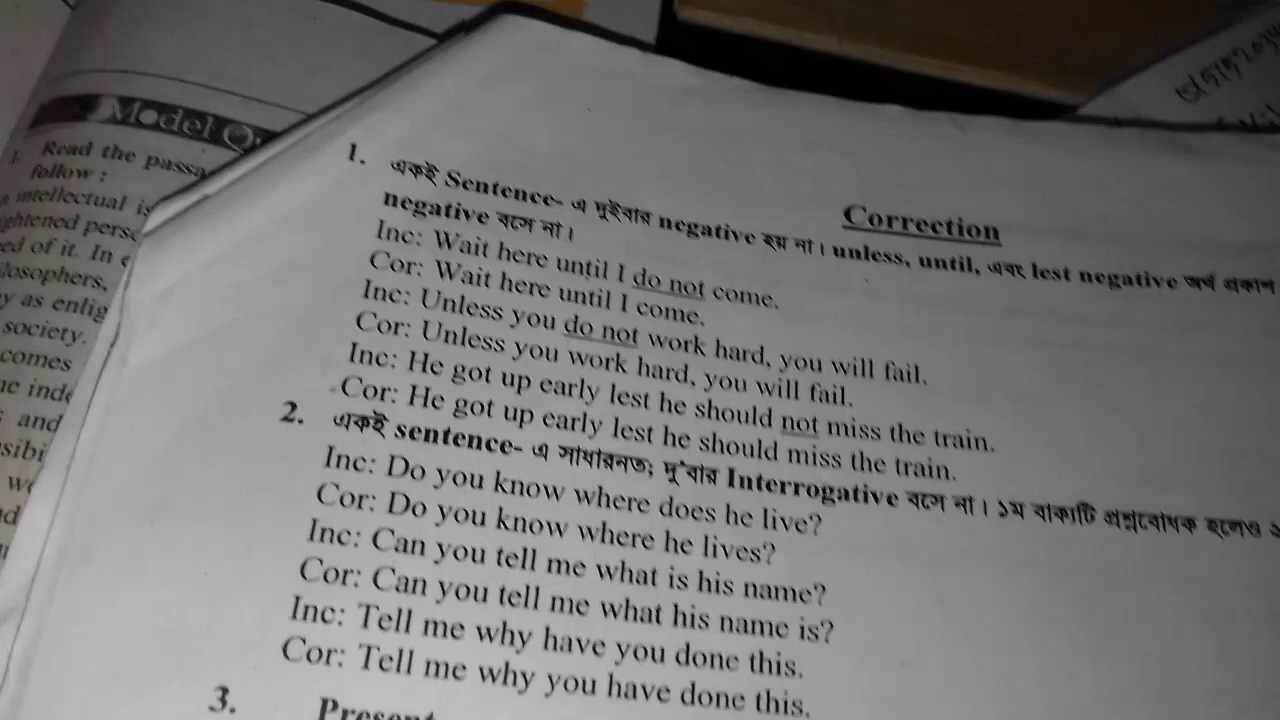 Model
Read the passa
follow :
intellectual is
ghtened perso
ed of it. In
losophers,
y as enlig
society.
comes
and
Correction
1. একই Sentence- এ দুইবার negative হয় না। unless, until, এবং lest negative অর্থ প্রকাশ
negative বসে না।
Inc: Wait here until I do not come.
Cor: Wait here until I come.
Inc: Unless you do not work hard, you will fail.
Cor: Unless you work hard, you will fail.
Inc: He got up early lest he should not miss the train.
Cor: He got up early lest he should miss the train.
2. একই sentence- এ সাধারনত; দু'বার Interrogative বসে না। ১ম বাক্যটি প্রশ্নবোধক হলেও
Inc: Do you know where does he live?
Cor: Do you know where he lives?
Inc: Can you tell me what is his name?
Cor: Can you tell me what his name is?
Inc: Tell me why have you done this.
Cor: Tell me why you have done this.
3. Present